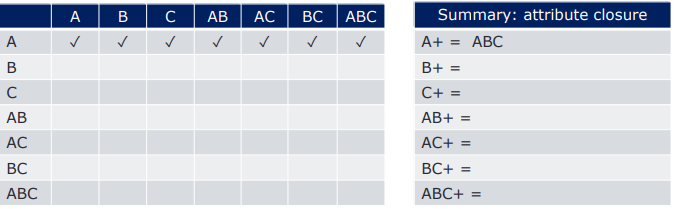 A B C AB AC BC ABC
A ✓ ✓ ✓ ✓ ✓ ✓ ✓
B
C
AB
AC
BC
ABC
Summary: attribute closure
A+ = ABC
B+ =
C+ =
AB+ =
AC+ =
BC+ =
ABC+ =